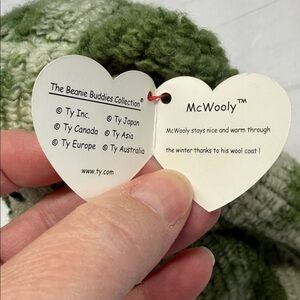 The Beanie Buddies Collection®
© Ty Inc.
© Ty Japan
© Ty Canada
© Ty Asia
© Ty Europe
© Ty Australia
www.ty.com
McWooly™
McWooly stays nice and warm through
the winter thanks to his wool coat !